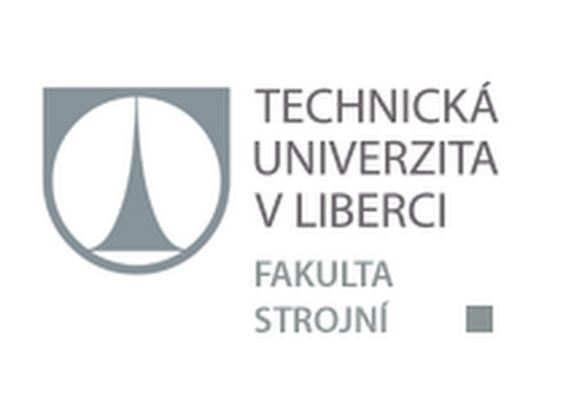 TECHNICKÁ
UNIVERZITA
V LIBERCI
FAKULTA
STROJNÍ